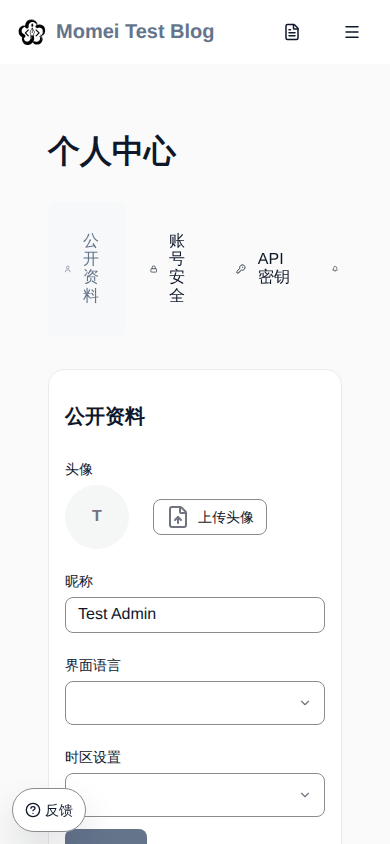 Momei Test Blog
个人中心
公
开
资
料
账
号
安
全
API
密钥
公开资料
头像
T
上传头像
昵称
Test Admin
界面语言
时区设置
反馈